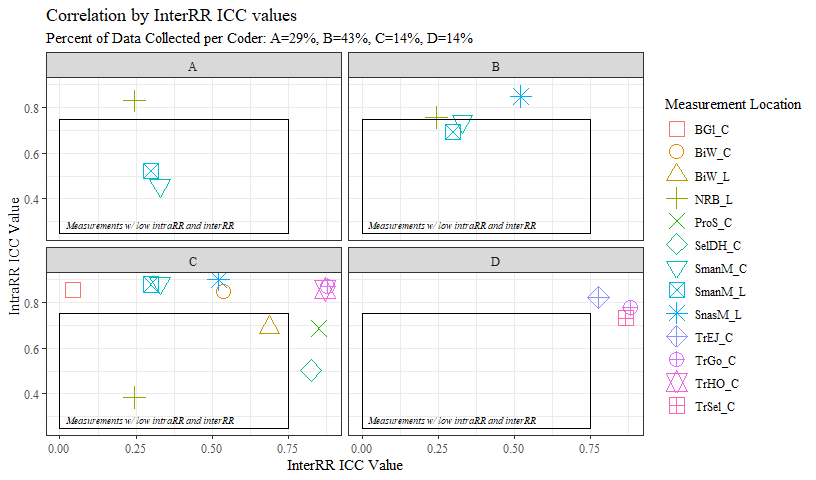 Correlation by InterRR ICC values
Percent of Data Collected per Coder: A=29%, B=43%, C=14%, D=14%
A
B
0.8
0.6
0.4
Measurements w/ low intraRR and interRR
Measurements w/ low intraRR and interRR
C
D
0.8
0.6
0.4
Measurements w/ low intraRR and interRR
Measurements w/ low intraRR and interRR
0.00 0.25 0.50 0.75
0.00 0.25 0.50 0.75
InterRR ICC Value
IntraRR ICC Value
Measurement Location
BGl_C
BiW_C
BiW_L
NRB_L
ProS_C
SelDH_C
SmanM_C
SmanM_L
SnasM_L
TrEJ_C
TrGo_C
TrHO_C
TrSel_C